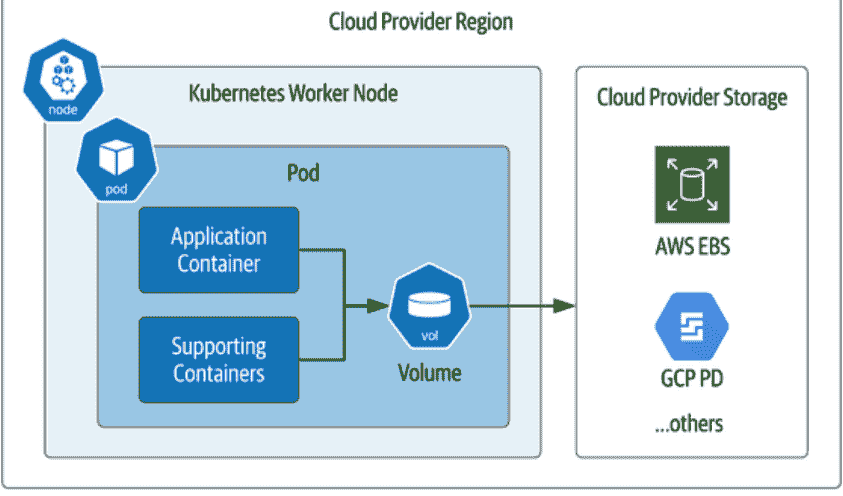 Cloud Provider Region
node
Kubernetes Worker Node
pod
Pod
Application
Container
Supporting
Containers
vol
Volume
Cloud Provider Storage
AWS EBS
GCP PD
...others